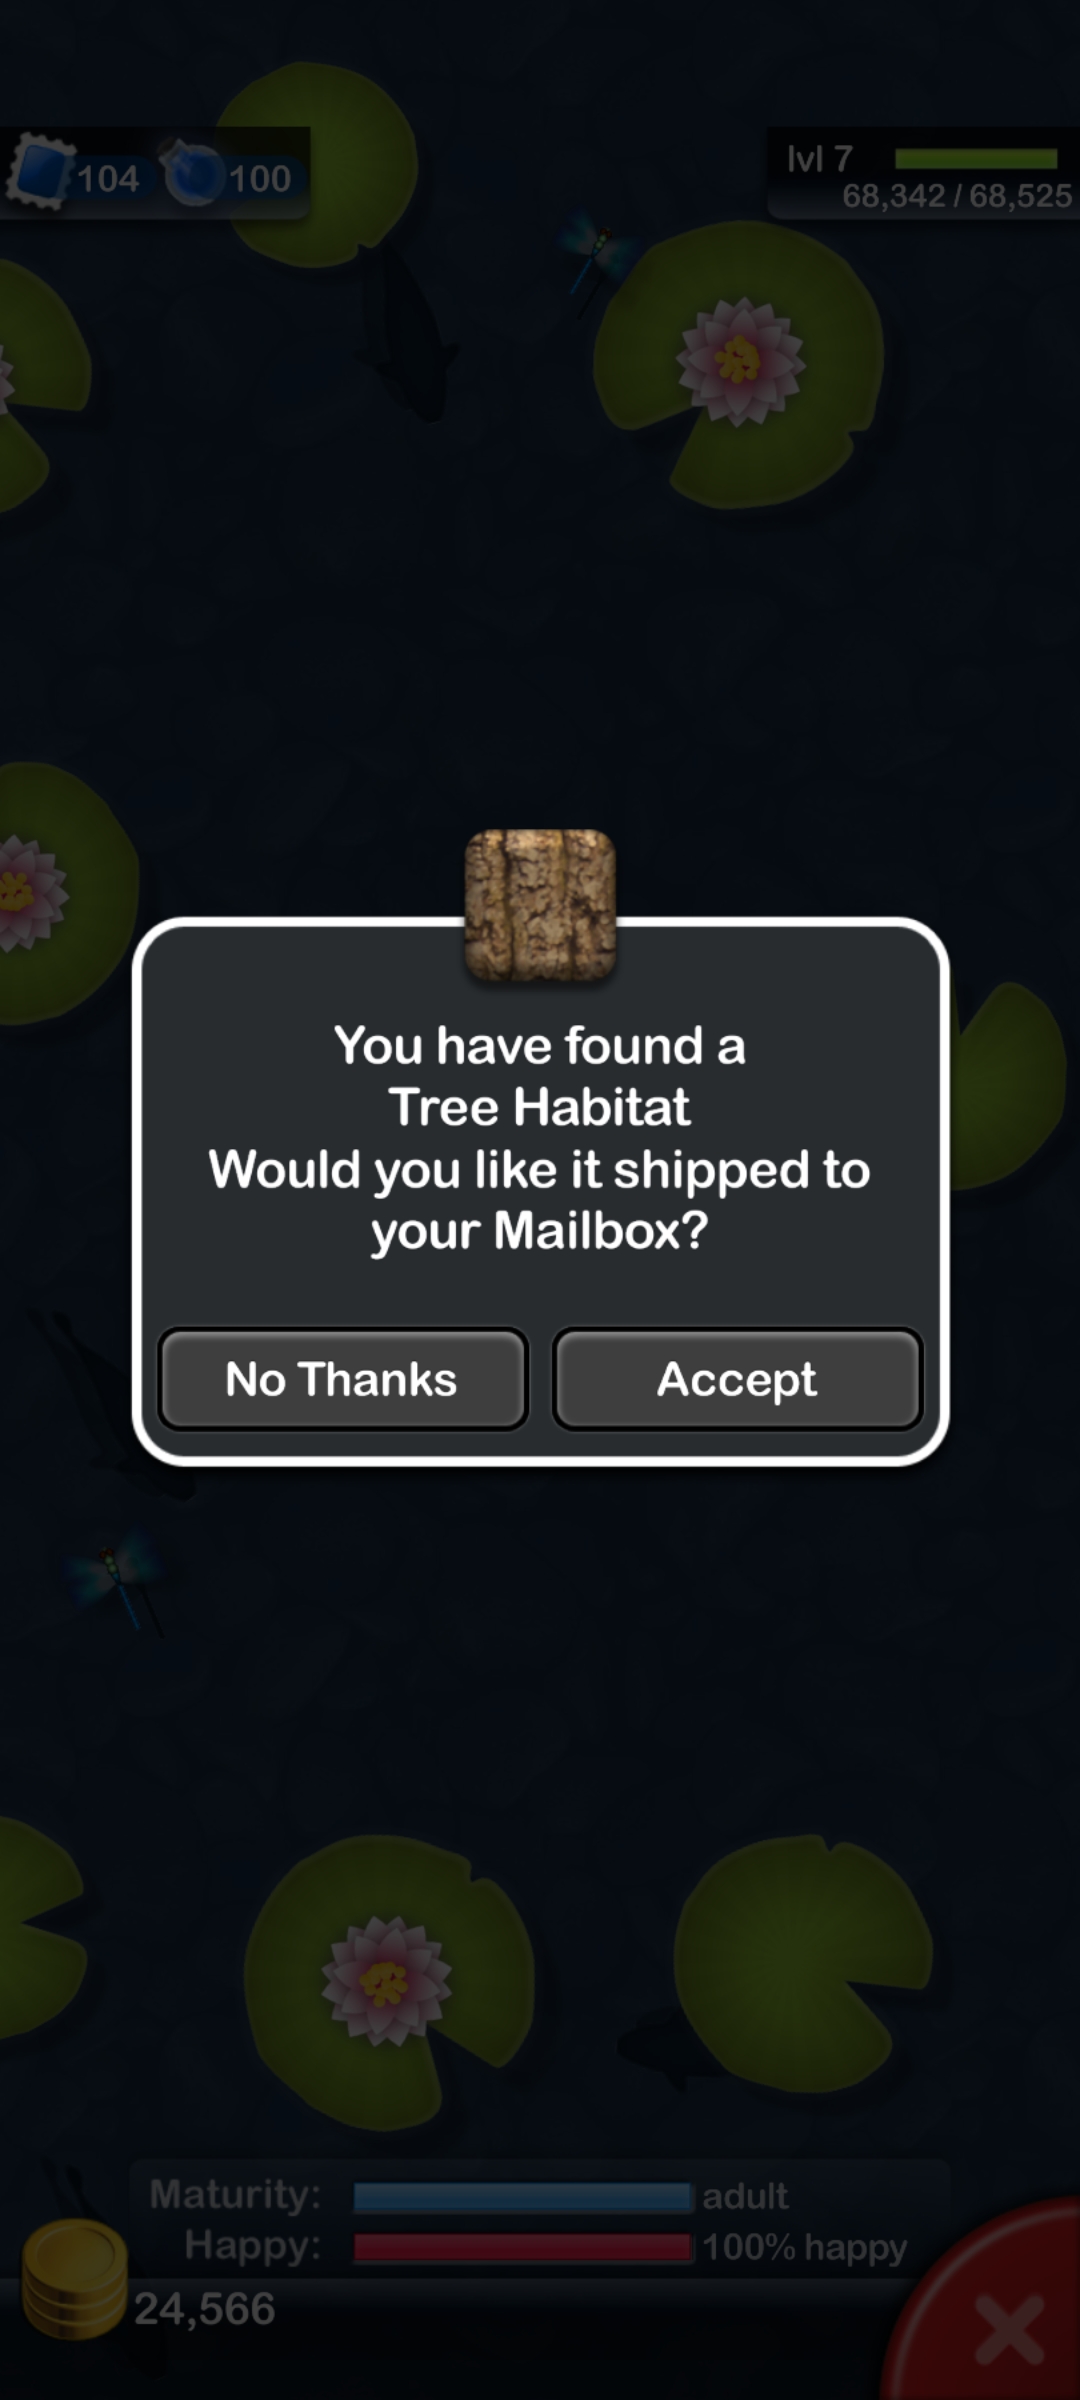 104
100
lvl 7
68,342 / 68,525
You have found a
Tree Habitat
Would you like it shipped to
your Mailbox?
No Thanks
Accept
Maturity:
adult
Happy:
100% happy
24,566